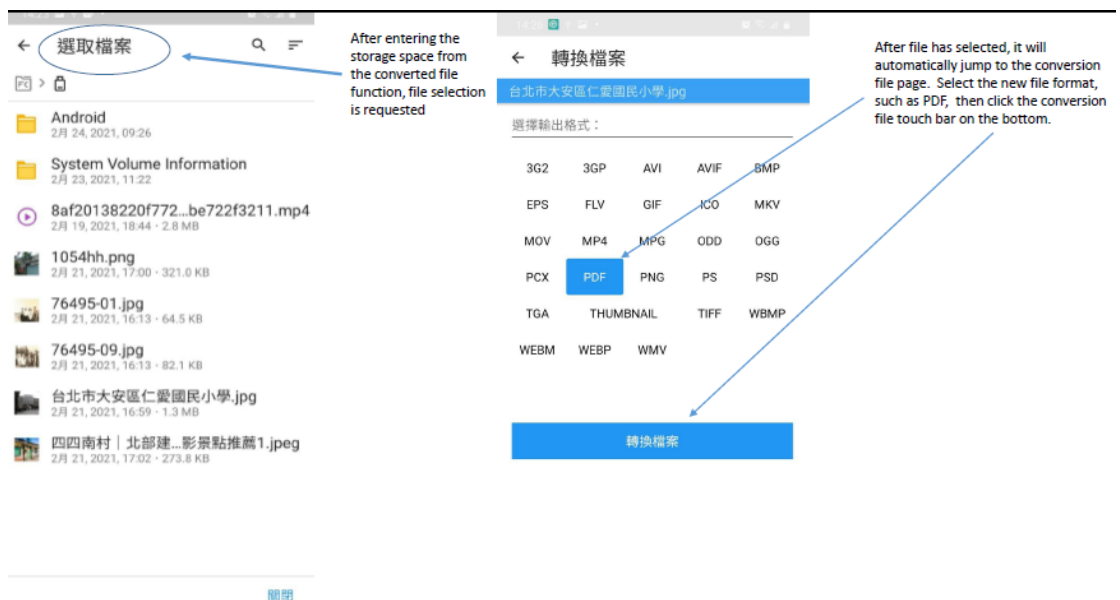 14:25
選取檔案
Android
2月 24, 2021, 09:26
System Volume Information
2月 23, 2021, 11:22
8af20138220f772...be722f3211.mp4
2月 19, 2021, 18:44 · 2.8 MB
1054hh.png
2月 21, 2021, 17:00 · 321.0 KB
76495-01.jpg
2月 21, 2021, 16:13 · 64.5 KB
76495-09.jpg
2月 21, 2021, 16:13 · 82.1 KB
台北市大安區仁愛國民小學.jpg
2月 21, 2021, 16:59 · 1.3 MB
四四南村｜北部建...影景點推薦1.jpeg
2月 21, 2021, 17:02 · 273.8 KB
關閉
After entering the
storage space from
the converted file
function, file selection
is requested
14:26
轉換檔案
台北市大安區仁愛國民小學.jpg
選擇輸出格式：
3G2 3GP AVI AVIF BMP
EPS FLV GIF ICO MKV
MOV MP4 MPG ODD OGG
PCX PDF PNG PS PSD
TGA THUMBNAIL TIFF WBMP
WEBM WEBP WMV
轉換檔案
After file has selected, it will
automatically jump to the conversion
file page. Select the new file format,
such as PDF, then click the conversion
file touch bar on the bottom.